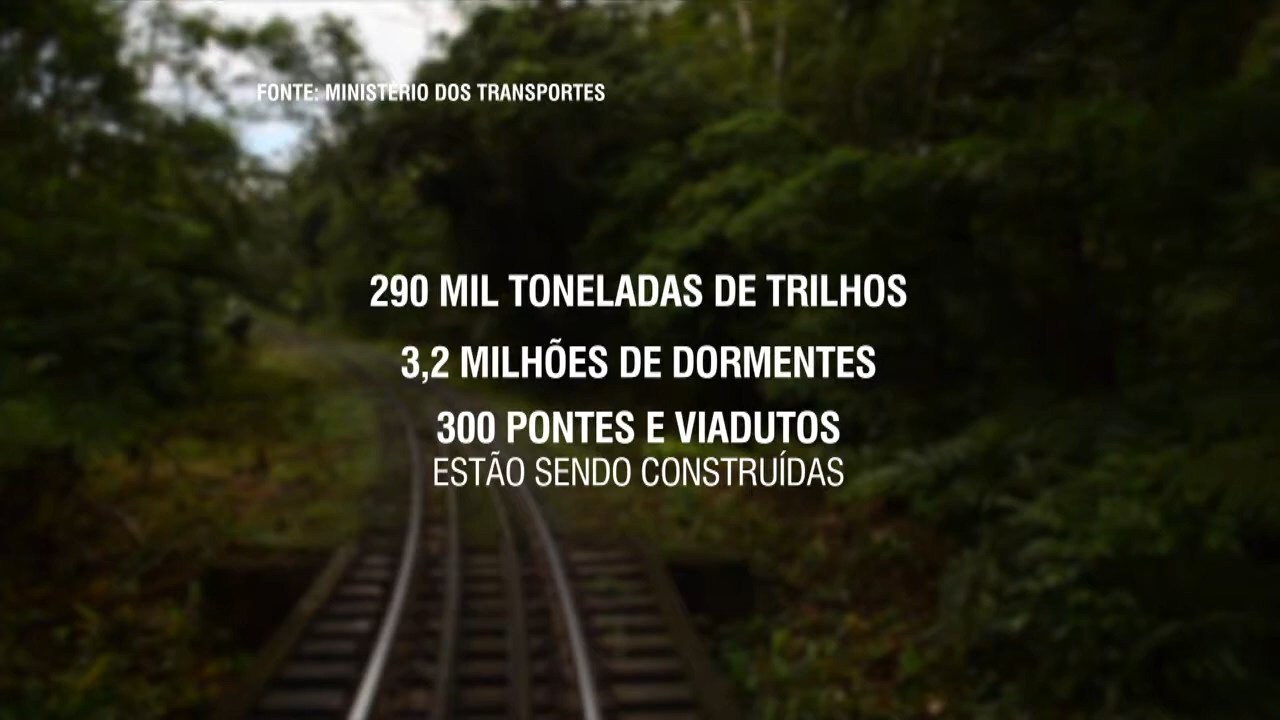 FONTE: MINISTÉRIO DOS TRANSPORTES
290 MIL TONELADAS DE TRILHOS
3,2 MILHÕES DE DORMENTES
300 PONTES E VIADUTOS
ESTÃO SENDO CONSTRUÍDAS